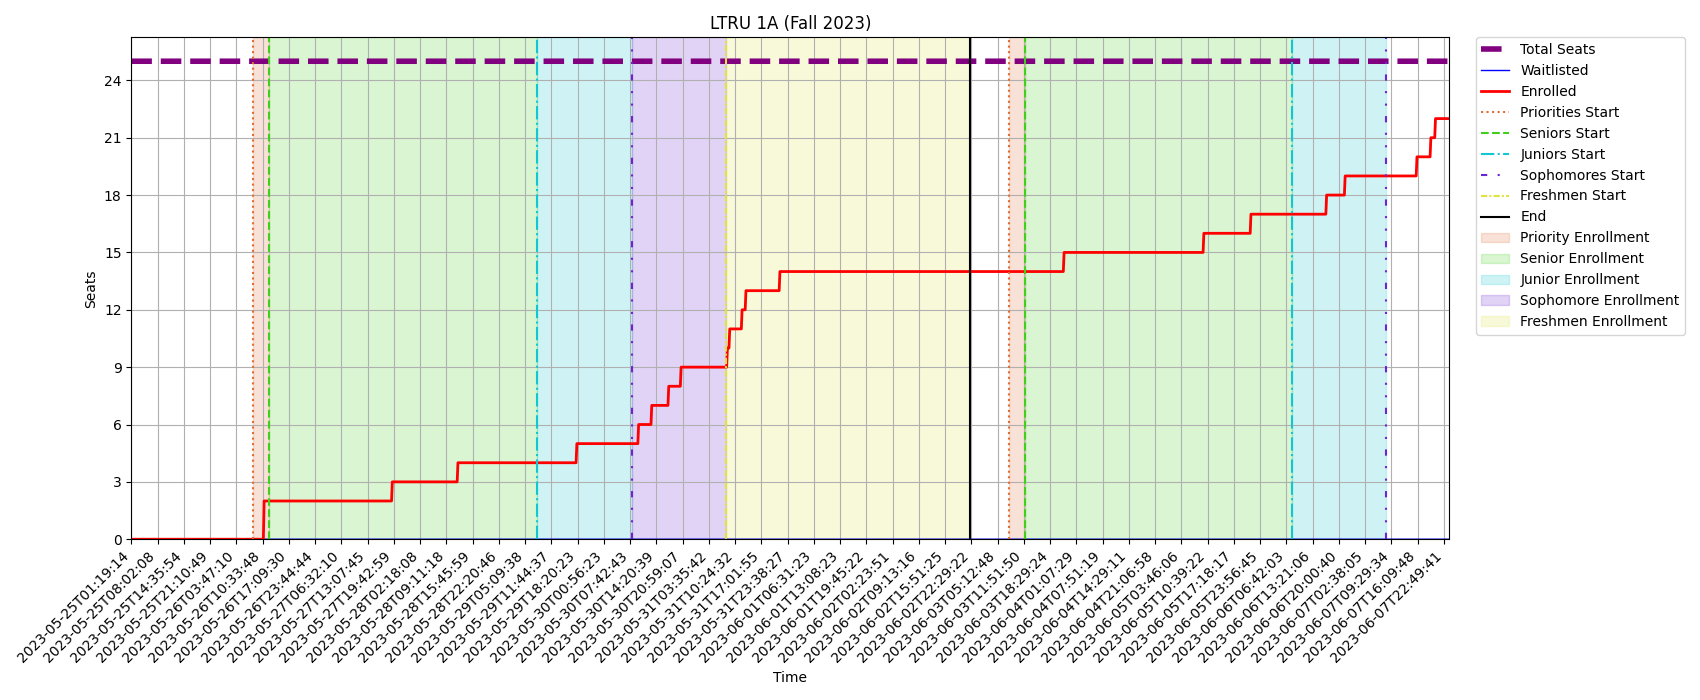 LTRU 1A (Fall 2023)
Seats
24
21
18
15
12
9
6
3
0
2023-05-25T01:19:14
2023-05-25T08:02:08
2023-05-25T14:35:54
2023-05-25T21:10:49
2023-05-26T03:47:10
2023-05-26T10:33:48
2023-05-26T17:09:30
2023-05-26T23:44:44
2023-05-27T06:32:10
2023-05-27T13:07:45
2023-05-27T19:42:59
2023-05-28T02:18:08
2023-05-28T09:11:18
2023-05-28T15:45:59
2023-05-28T22:20:46
2023-05-29T05:09:38
2023-05-29T11:44:37
2023-05-29T18:20:23
2023-05-30T00:56:23
2023-05-30T07:42:43
2023-05-30T14:20:39
2023-05-30T20:59:07
2023-05-31T03:35:42
2023-05-31T10:24:32
2023-05-31T17:01:55
2023-05-31T23:38:27
2023-06-01T06:31:23
2023-06-01T13:08:23
2023-06-01T19:45:22
2023-06-02T02:23:51
2023-06-02T09:13:16
2023-06-02T15:51:25
2023-06-02T22:29:22
2023-06-03T05:12:48
2023-06-03T11:51:50
2023-06-03T18:29:24
2023-06-04T01:07:29
2023-06-04T07:51:19
2023-06-04T14:29:11
2023-06-04T21:06:58
2023-06-05T03:46:06
2023-06-05T10:39:22
2023-06-05T17:18:17
2023-06-05T23:56:45
2023-06-06T06:42:03
2023-06-06T13:21:06
2023-06-06T20:00:40
2023-06-07T02:38:05
2023-06-07T09:29:34
2023-06-07T16:09:48
2023-06-07T22:49:41
Time
Total Seats
Waitlisted
Enrolled
Priorities Start
Seniors Start
Juniors Start
Sophomores Start
Freshmen Start
End
Priority Enrollment
Senior Enrollment
Junior Enrollment
Sophomore Enrollment
Freshmen Enrollment